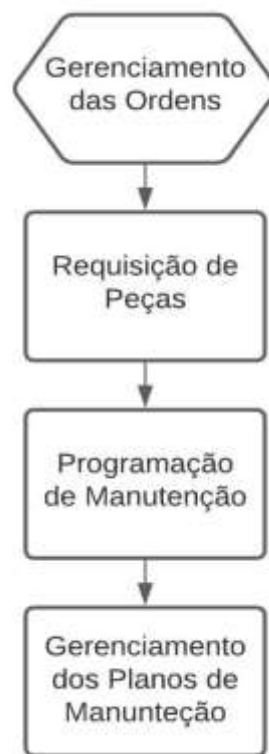 Gerenciamento
das Ordens
Requisição de
Peças
Programação
de Manutenção
Gerenciamento
dos Planos de
Manunteção